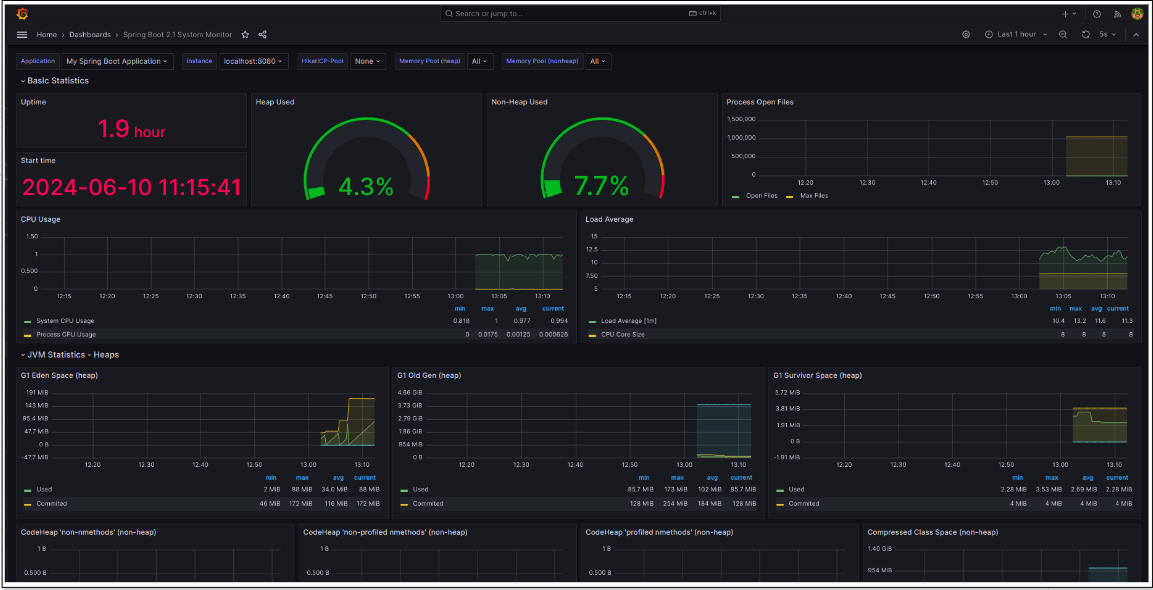 Search or jump to... ctrl+k
Home › Dashboards › Spring Boot 2.1 System Monitor Last 1 hour 5s
Application My Spring Boot Application Instance localhost:8080 HikariCP-Pool None Memory Pool (heap) All Memory Pool (nonheap) All
Basic Statistics
Uptime
1.9 hour
Start time
2024-06-10 11:15:41
Heap Used
4.3%
Non-Heap Used
7.7%
Process Open Files
1,500,000
1,000,000
500,000
0
12:20 12:30 12:40 12:50 13:00 13:10
Open Files Max Files
CPU Usage
1.50
1
0.500
0
12:15 12:20 12:25 12:30 12:35 12:40 12:45 12:50 12:55 13:00 13:05 13:10
min max avg current
System CPU Usage 0.818 1 0.977 0.994
Process CPU Usage 0 0.0175 0.00125 0.000626
Load Average
15
12.5
10
7.50
5
12:15 12:20 12:25 12:30 12:35 12:40 12:45 12:50 12:55 13:00 13:05 13:10
min max avg current
Load Average [1m] 10.4 13.2 11.6 11.3
CPU Core Size 8 8 8 8
JVM Statistics - Heaps
G1 Eden Space (heap)
191 MiB
143 MiB
95.4 MiB
47.7 MiB
0 B
-47.7 MiB
12:20 12:30 12:40 12:50 13:00 13:10
min max avg current
Used 2 MiB 98 MiB 34.0 MiB 88 MiB
Commited 46 MiB 172 MiB 116 MiB 172 MiB
G1 Old Gen (heap)
4.66 GiB
3.73 GiB
2.79 GiB
1.86 GiB
954 MiB
0 B
12:20 12:30 12:40 12:50 13:00 13:10
min max avg current
Used 85.7 MiB 173 MiB 102 MiB 95.7 MiB
Commited 128 MiB 254 MiB 184 MiB 128 MiB
G1 Survivor Space (heap)
5.72 MiB
3.81 MiB
1.91 MiB
0 B
-1.91 MiB
12:20 12:30 12:40 12:50 13:00 13:10
min max avg current
Used 2.28 MiB 3.53 MiB 2.69 MiB 2.28 MiB
Commited 4 MiB 4 MiB 4 MiB 4 MiB
CodeHeap 'non-nmethods' (non-heap)
1 B
0.500 B
CodeHeap 'non-profiled nmethods' (non-heap)
1 B
0.500 B
CodeHeap 'profiled nmethods' (non-heap)
1 B
0.500 B
Compressed Class Space (non-heap)
1.40 GiB
954 MiB